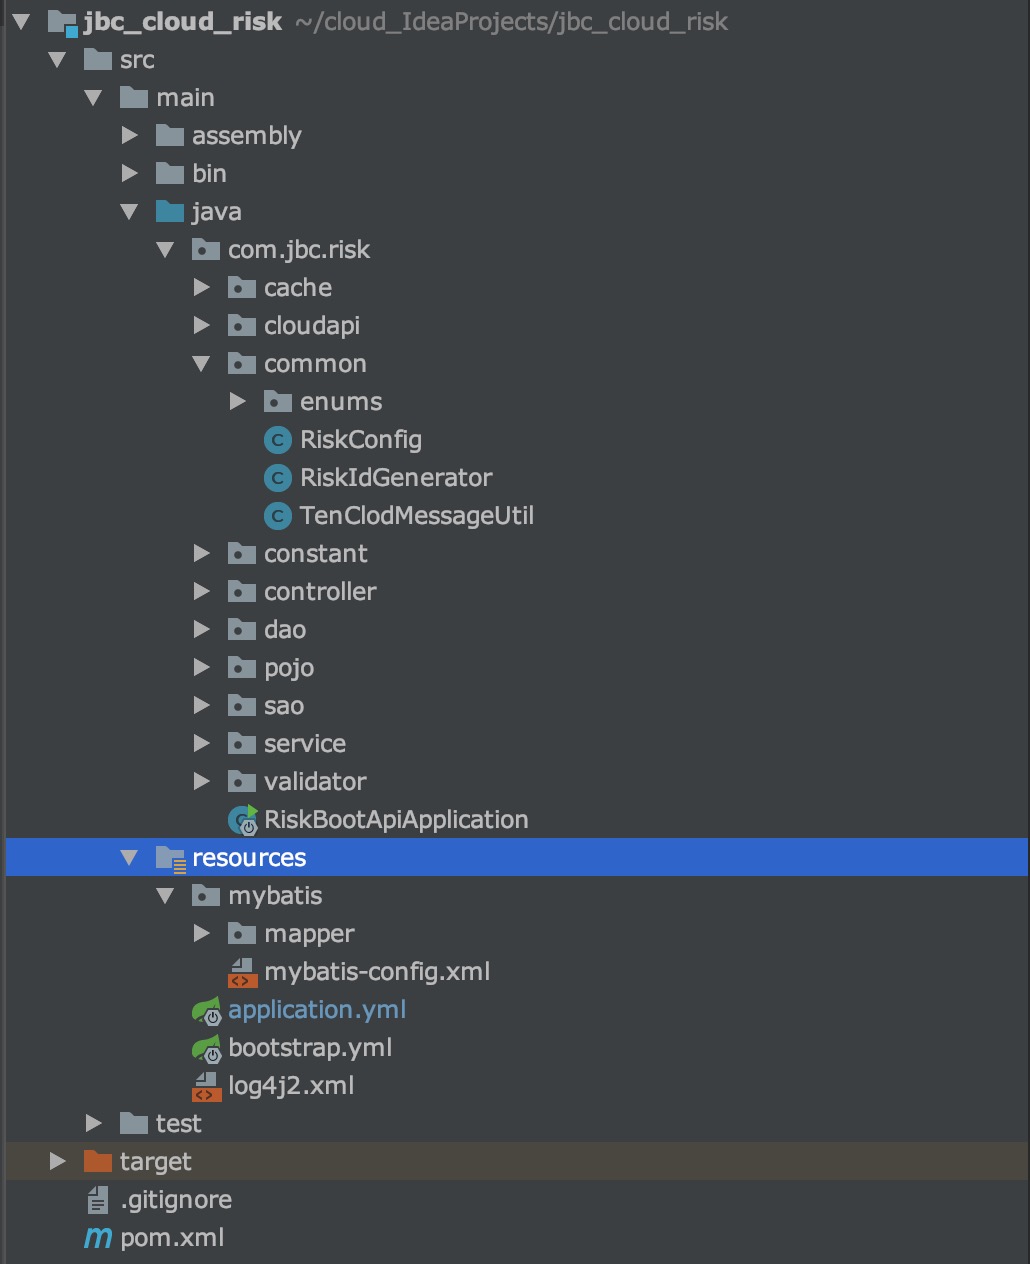 jbc_cloud_risk ~/cloud_IdeaProjects/jbc_cloud_risk
src
main
assembly
bin
java
com.jbc.risk
cache
cloudapi
common
enums
C RiskConfig
C RiskIdGenerator
C TenClodMessageUtil
constant
controller
dao
pojo
sao
service
validator
RiskBootApiApplication
resources
mybatis
mapper
mybatis-config.xml
application.yml
bootstrap.yml
log4j2.xml
test
target
.gitignore
m pom.xml